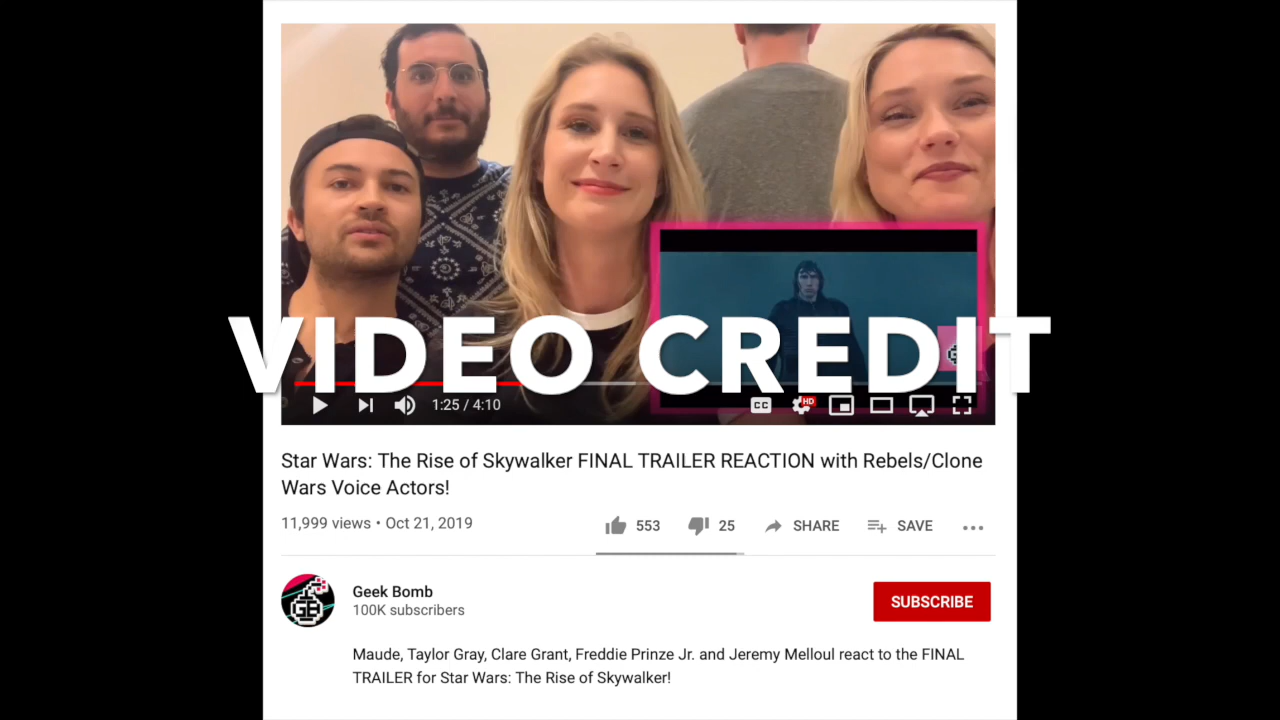 VIDEO CREDIT
1:25 / 4:10
CC
HD
Star Wars: The Rise of Skywalker FINAL TRAILER REACTION with Rebels/Clone
Wars Voice Actors!
11,999 views • Oct 21, 2019
553
25
SHARE
SAVE
GB
Geek Bomb
100K subscribers
SUBSCRIBE
Maude, Taylor Gray, Clare Grant, Freddie Prinze Jr. and Jeremy Melloul react to the FINAL
TRAILER for Star Wars: The Rise of Skywalker!